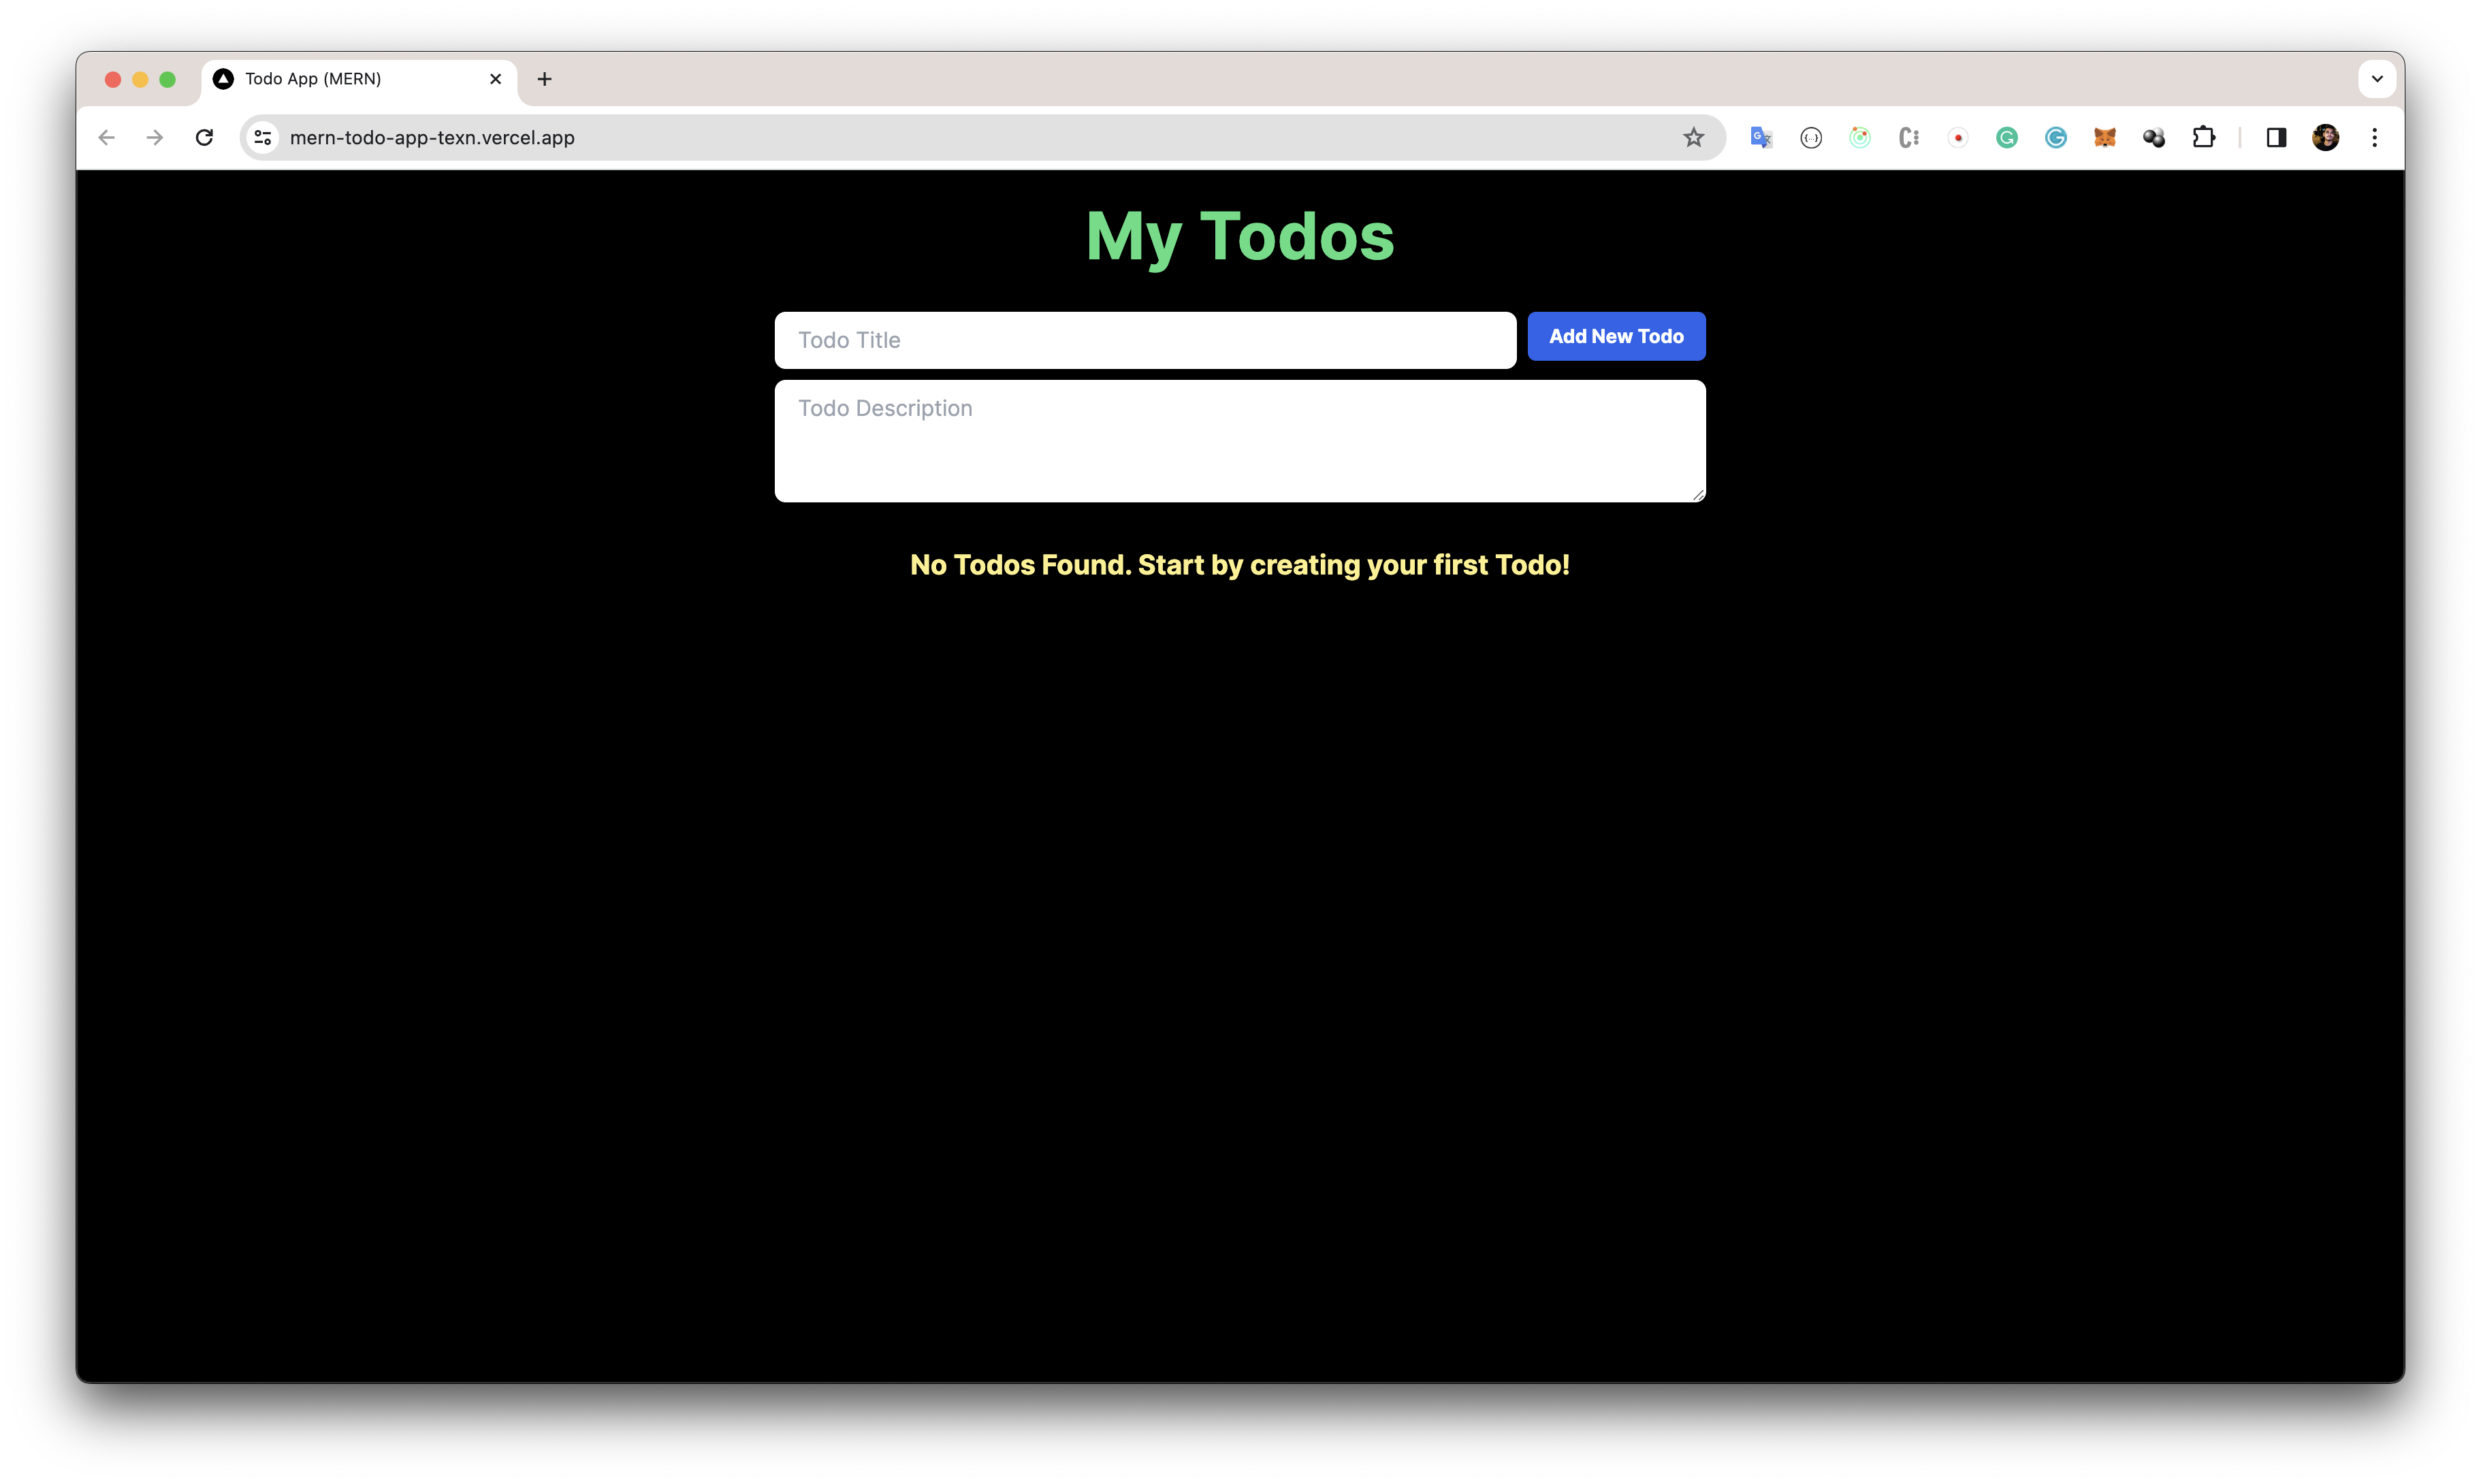 Todo App (MERN)
mern-todo-app-texn.vercel.app
My Todos
Todo Title
Add New Todo
Todo Description
No Todos Found. Start by creating your first Todo!